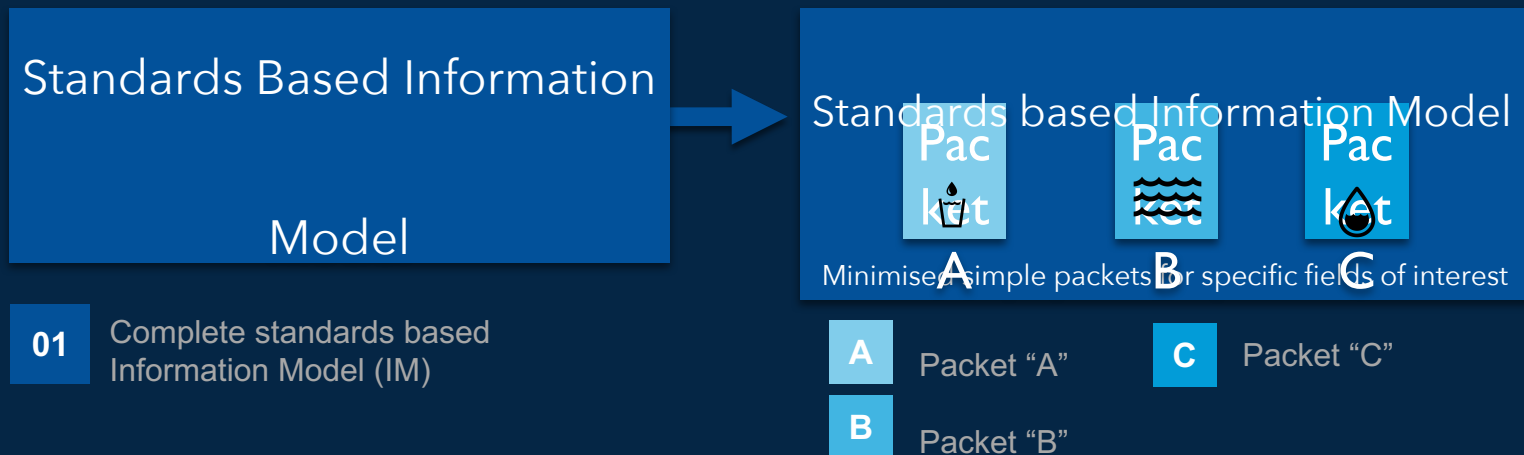 Standards Based Information
Model
01
Complete standards based
Information Model (IM)
Standards based Information Model
Pac
ket
A
Pac
ket
B
Pac
ket
C
Minimised simple packets for specific fields of interest
A
Packet “A”
C
Packet “C”
B
Packet “B”